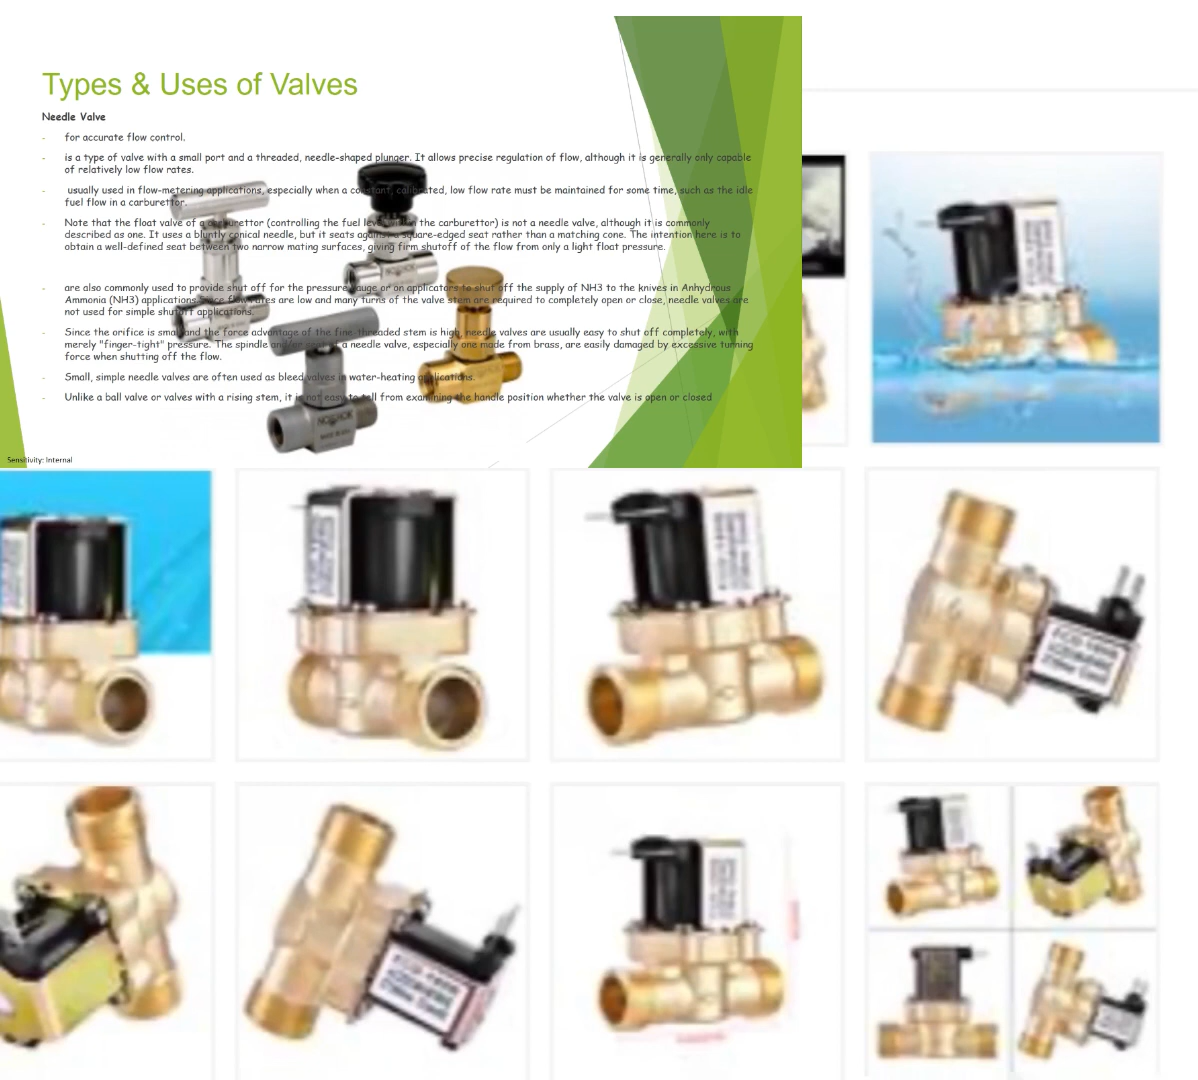 Types & Uses of Valves
Needle Valve
- for accurate flow control.
- is a type of valve with a small port and a threaded, needle-shaped plunger. It allows precise regulation of flow, although it is generally only capable
of relatively low flow rates.
- usually used in flow-metering applications, especially when a constant, calibrated, low flow rate must be maintained for some time, such as the idle
fuel flow in a carburettor.
- Note that the float valve of a carburettor (controlling the fuel level within the carburettor) is not a needle valve, although it is commonly
described as one. It uses a bluntly conical needle, but it seats against a square-edged seat rather than a matching cone. The intention here is to
obtain a well-defined seat between two narrow mating surfaces, giving firm shutoff of the flow from only a light float pressure.
- are also commonly used to provide shut off for the pressure gauge or on applicators to shut off the supply of NH3 to the knives in Anhydrous
Ammonia (NH3) applications. Since flow rates are low and many turns of the valve stem are required to completely open or close, needle valves are
not used for simple shutoff applications.
- Since the orifice is small and the force advantage of the fine-threaded stem is high, needle valves are usually easy to shut off completely, with
merely "finger-tight" pressure. The spindle and/or seat of a needle valve, especially one made from brass, are easily damaged by excessive turning
force when shutting off the flow.
- Small, simple needle valves are often used as bleed valves in water-heating applications.
- Unlike a ball valve or valves with a rising stem, it is not easy to tell from examining the handle position whether the valve is open or closed
NOSHOK
NOSHOK
Sensitivity: Internal